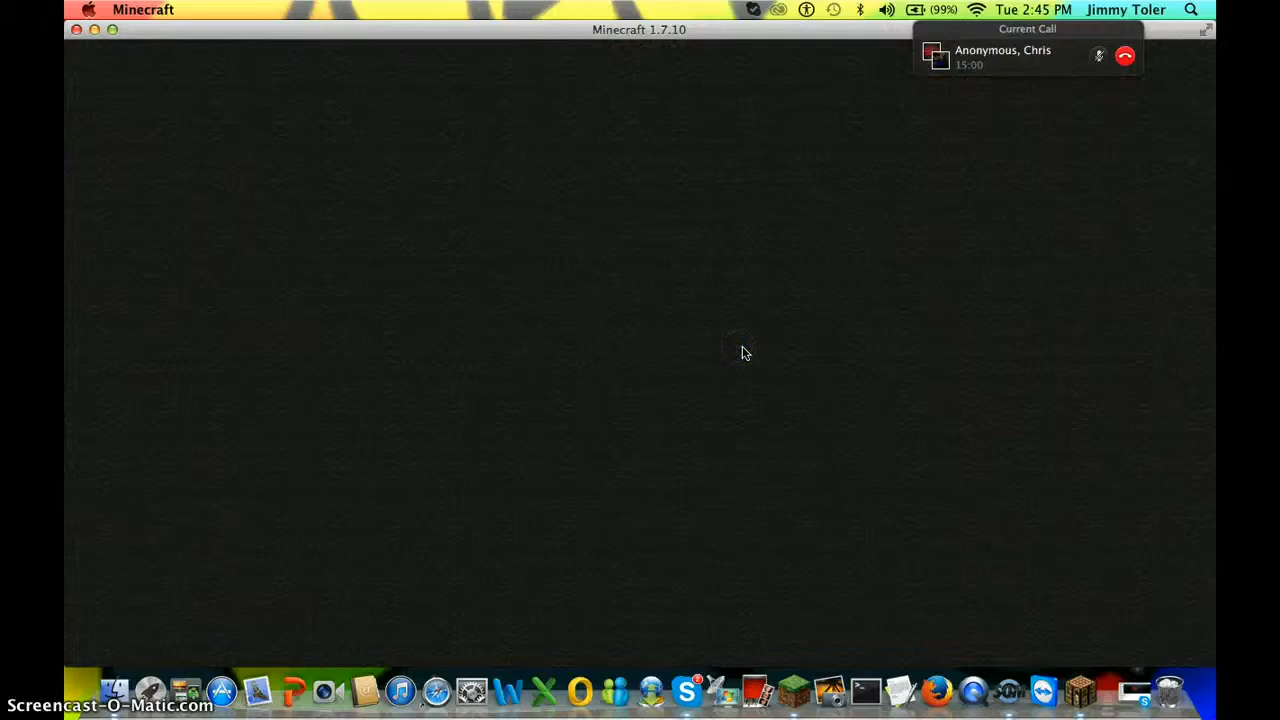 Minecraft
(99%)
Tue 2:45 PM
Jimmy Toler
Minecraft 1.7.10
Current Call
Anonymous, Chris
15:00
Screencast-O-Matic.com